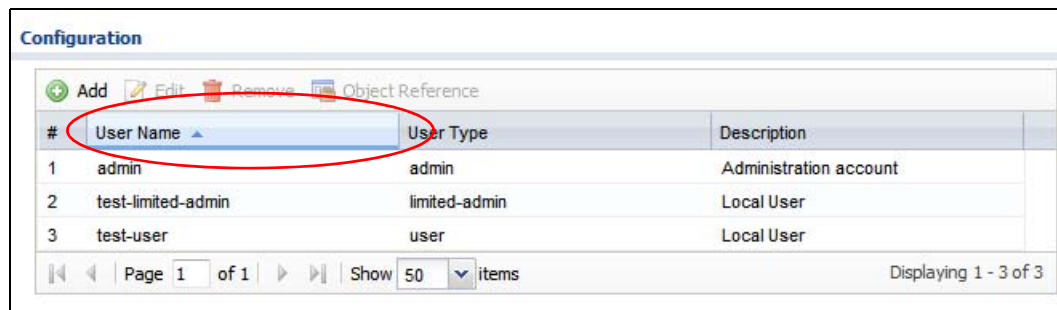 Configuration
Add Edit Remove Object Reference
# User Name User Type Description
1 admin admin Administration account
2 test-limited-admin limited-admin Local User
3 test-user user Local User
Page 1 of 1 Show 50 items Displaying 1 - 3 of 3